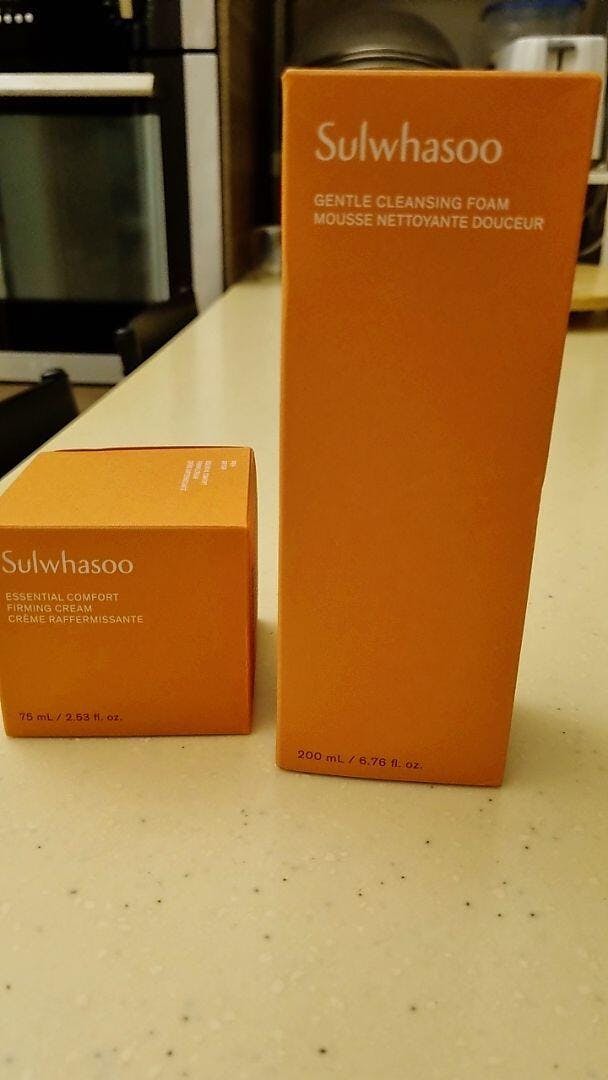 Sulwhasoo
ESSENTIAL COMFORT
FIRMING CREAM
CRÈME RAFFERMISSANTE
75 mL / 2.53 fl. oz.
Sulwhasoo
GENTLE CLEANSING FOAM
MOUSSE NETTOYANTE DOUCEUR
200 mL / 6.76 fl. oz.